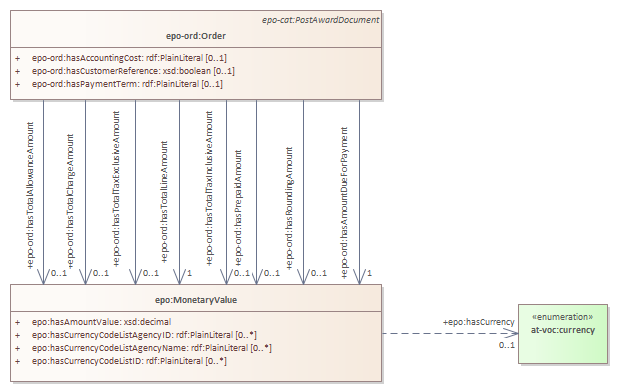 epo-cat:PostAwardDocument
epo-ord:Order
+ epo-ord:hasAccountingCost: rdf:PlainLiteral [0..1]
+ epo-ord:hasCustomerReference: xsd:boolean [0..1]
+ epo-ord:hasPaymentTerm: rdf:PlainLiteral [0..1]
+epo-ord:hasTotalAllowanceAmount
+epo-ord:hasTotalChargeAmount
+epo-ord:hasTotalTaxExclusiveAmount
+epo-ord:hasTotalLineAmount
+epo-ord:hasTotalTaxInclusiveAmount
+epo-ord:hasPrepaidAmount
+epo-ord:hasRoundingAmount
+epo-ord:hasAmountDueForPayment
0..1
0..1
0..1
1
0..1
0..1
0..1
1
epo:MonetaryValue
+ epo:hasAmountValue: xsd:decimal
+ epo:hasCurrencyCodeListAgencyID: rdf:PlainLiteral [0..*]
+ epo:hasCurrencyCodeListAgencyName: rdf:PlainLiteral [0..*]
+ epo:hasCurrencyCodeListID: rdf:PlainLiteral [0..*]
+epo:hasCurrency
0..1
«enumeration»
at-voc:currency